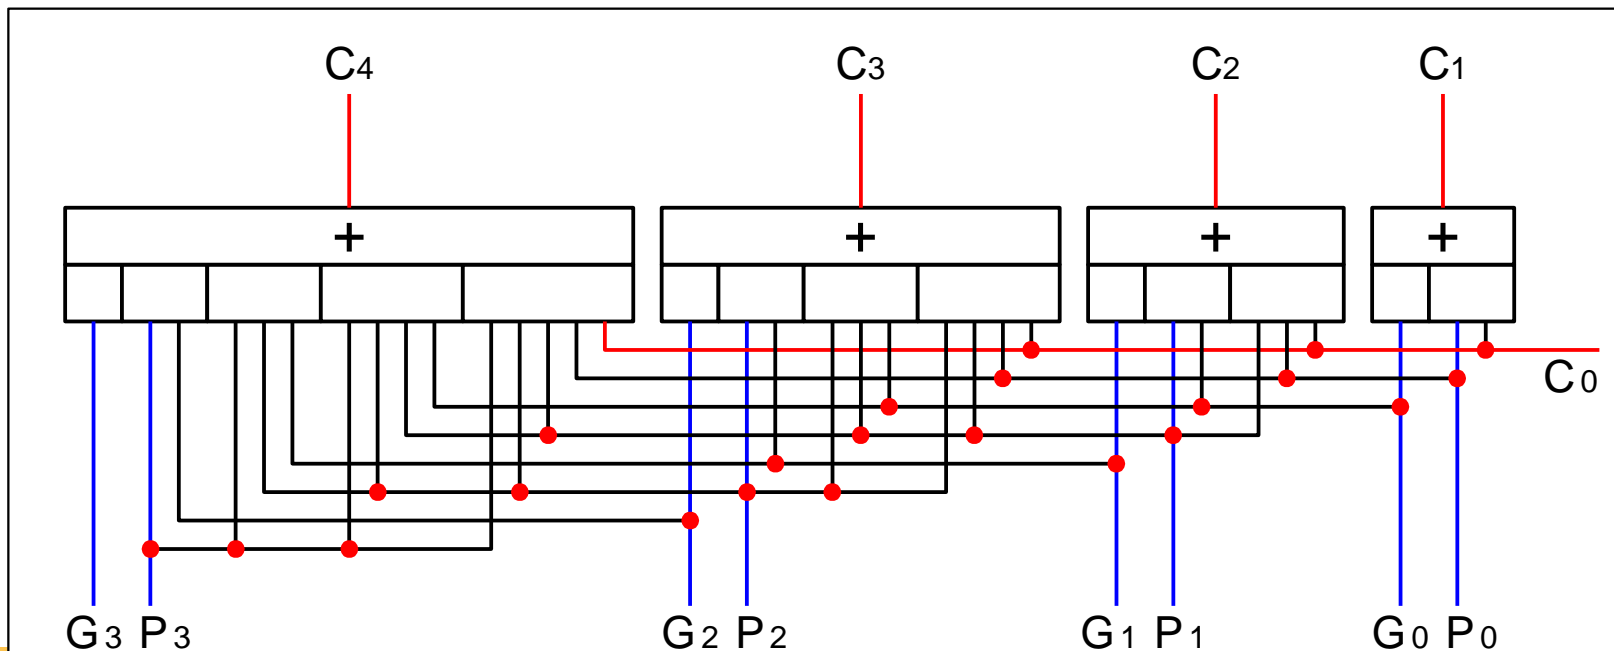 C4 C3 C2 C1
+ + + +
C0
G3 P3 G2 P2 G1 P1 G0 P0